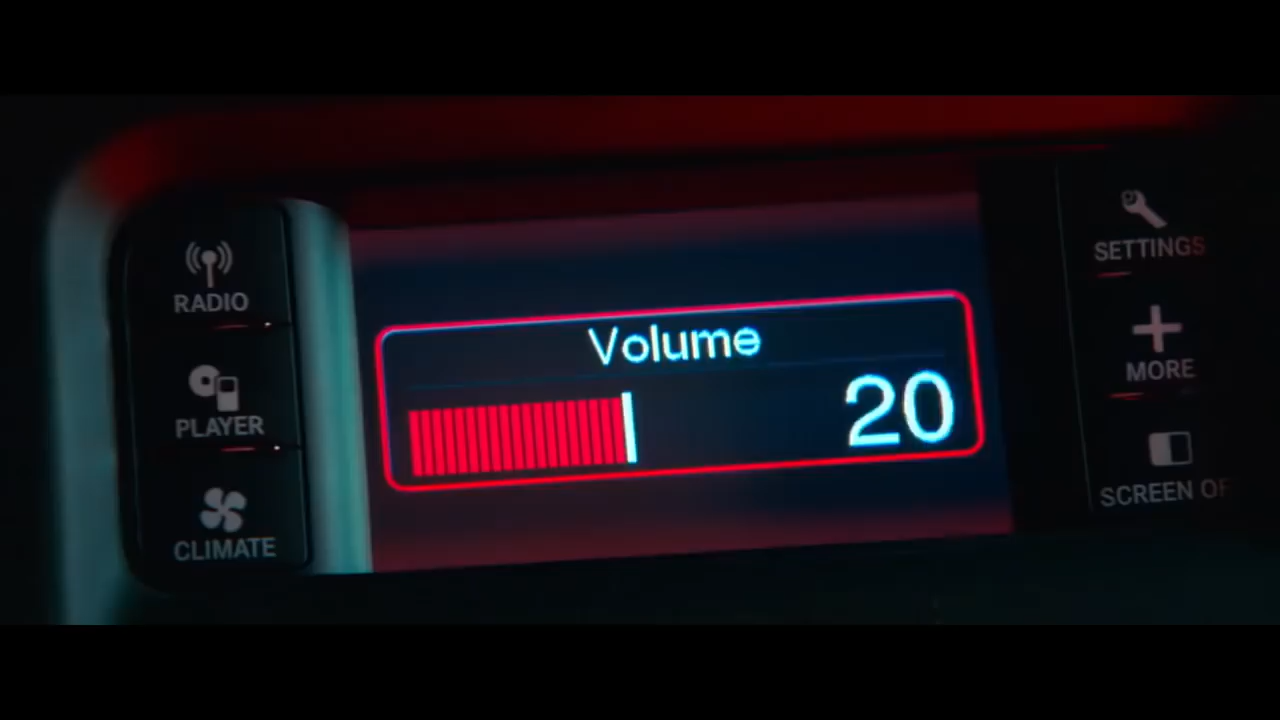 RADIO
PLAYER
CLIMATE
Volume
20
SETTINGS
MORE
SCREEN OF